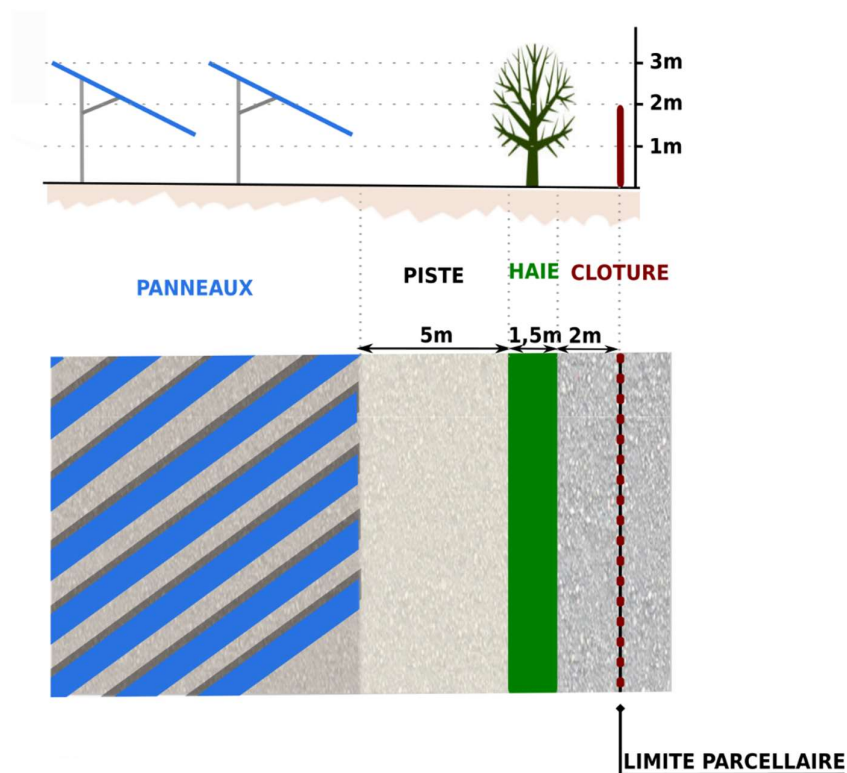 3m
2m
1m
PANNEAUX
PISTE
HAIE
CLOTURE
5m
1,5m
2m
LIMITE PARCELLAIRE